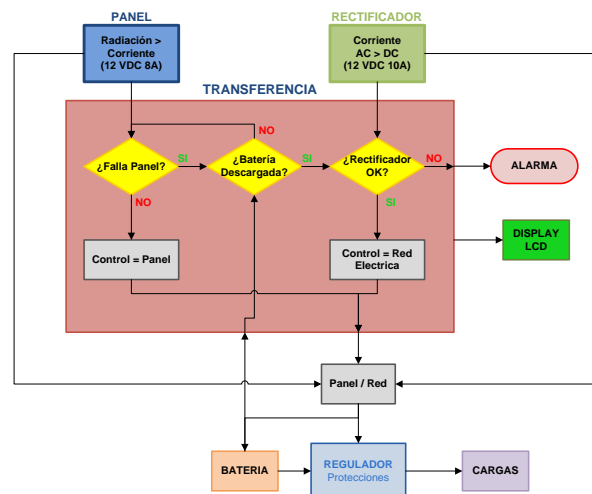 PANEL
RECTIFICADOR
Radiación >
Corriente
(12 VDC 8A)
Corriente
AC > DC
(12 VDC 10A)
TRANSFERENCIA
NO
¿Falla Panel?
SI
¿Batería
Descargada?
SI
¿Rectificador
OK?
NO
ALARMA
NO
SI
DISPLAY
LCD
Control = Panel
Control = Red
Electrica
Panel / Red
BATERIA
REGULADOR
Protecciones
CARGAS